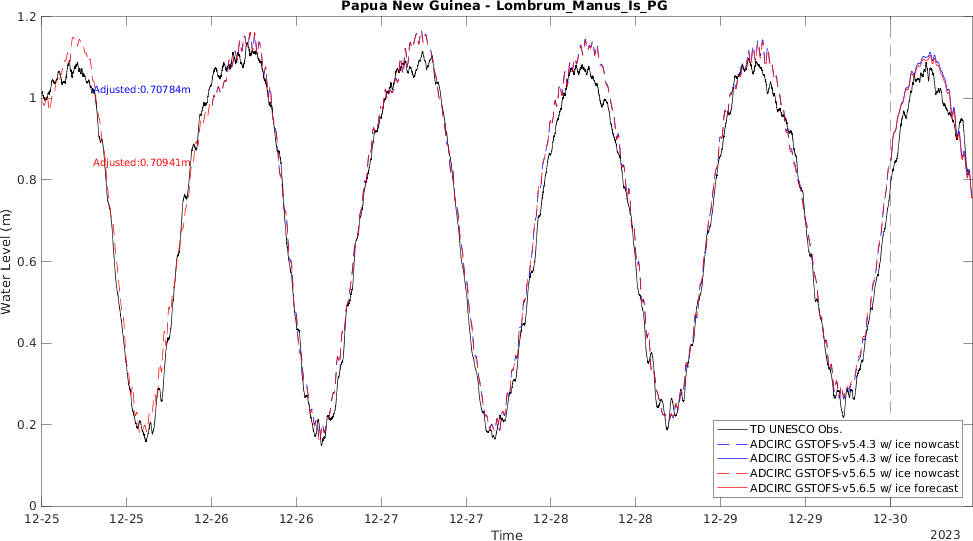 Papua New Guinea - Lombrum_Manus_Is_PG
1.2
1
0.8
0.6
0.4
0.2
0
Water Level (m)
Adjusted:0.70784m
Adjusted:0.70941m
TD UNESCO Obs.
ADCIRC GSTOFS-v5.4.3 w/ ice nowcast
ADCIRC GSTOFS-v5.4.3 w/ ice forecast
ADCIRC GSTOFS-v5.6.5 w/ ice nowcast
ADCIRC GSTOFS-v5.6.5 w/ ice forecast
12-25 12-25 12-26 12-26 12-27 12-27 12-28 12-28 12-29 12-29 12-30
Time
2023